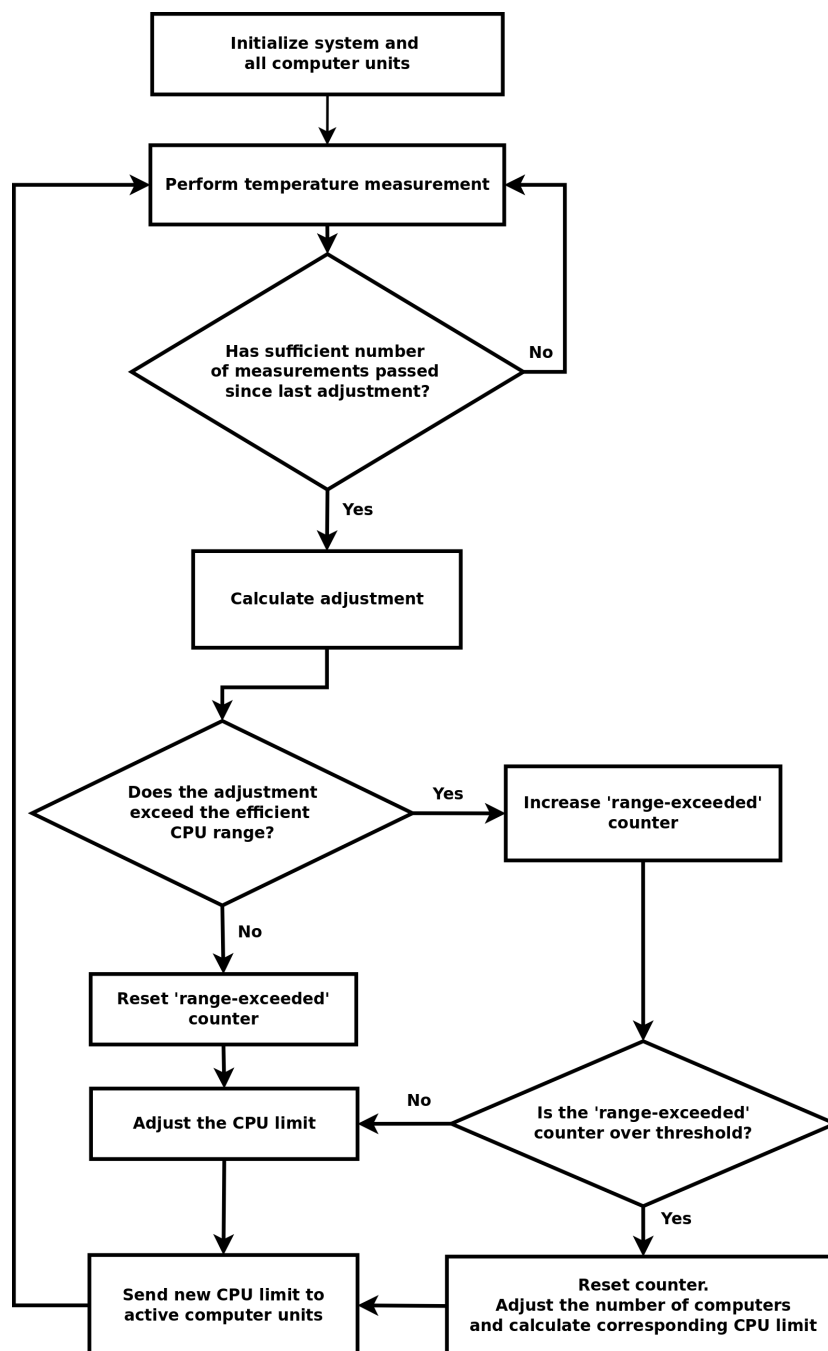 Initialize system and
all computer units
Perform temperature measurement
Has sufficient number
of measurements passed
since last adjustment?
No
Yes
Calculate adjustment
Does the adjustment
exceed the efficient
CPU range?
Yes
Increase 'range-exceeded'
counter
No
Reset 'range-exceeded'
counter
Adjust the CPU limit
No
Is the 'range-exceeded'
counter over threshold?
Yes
Send new CPU limit to
active computer units
Reset counter.
Adjust the number of computers
and calculate corresponding CPU limit